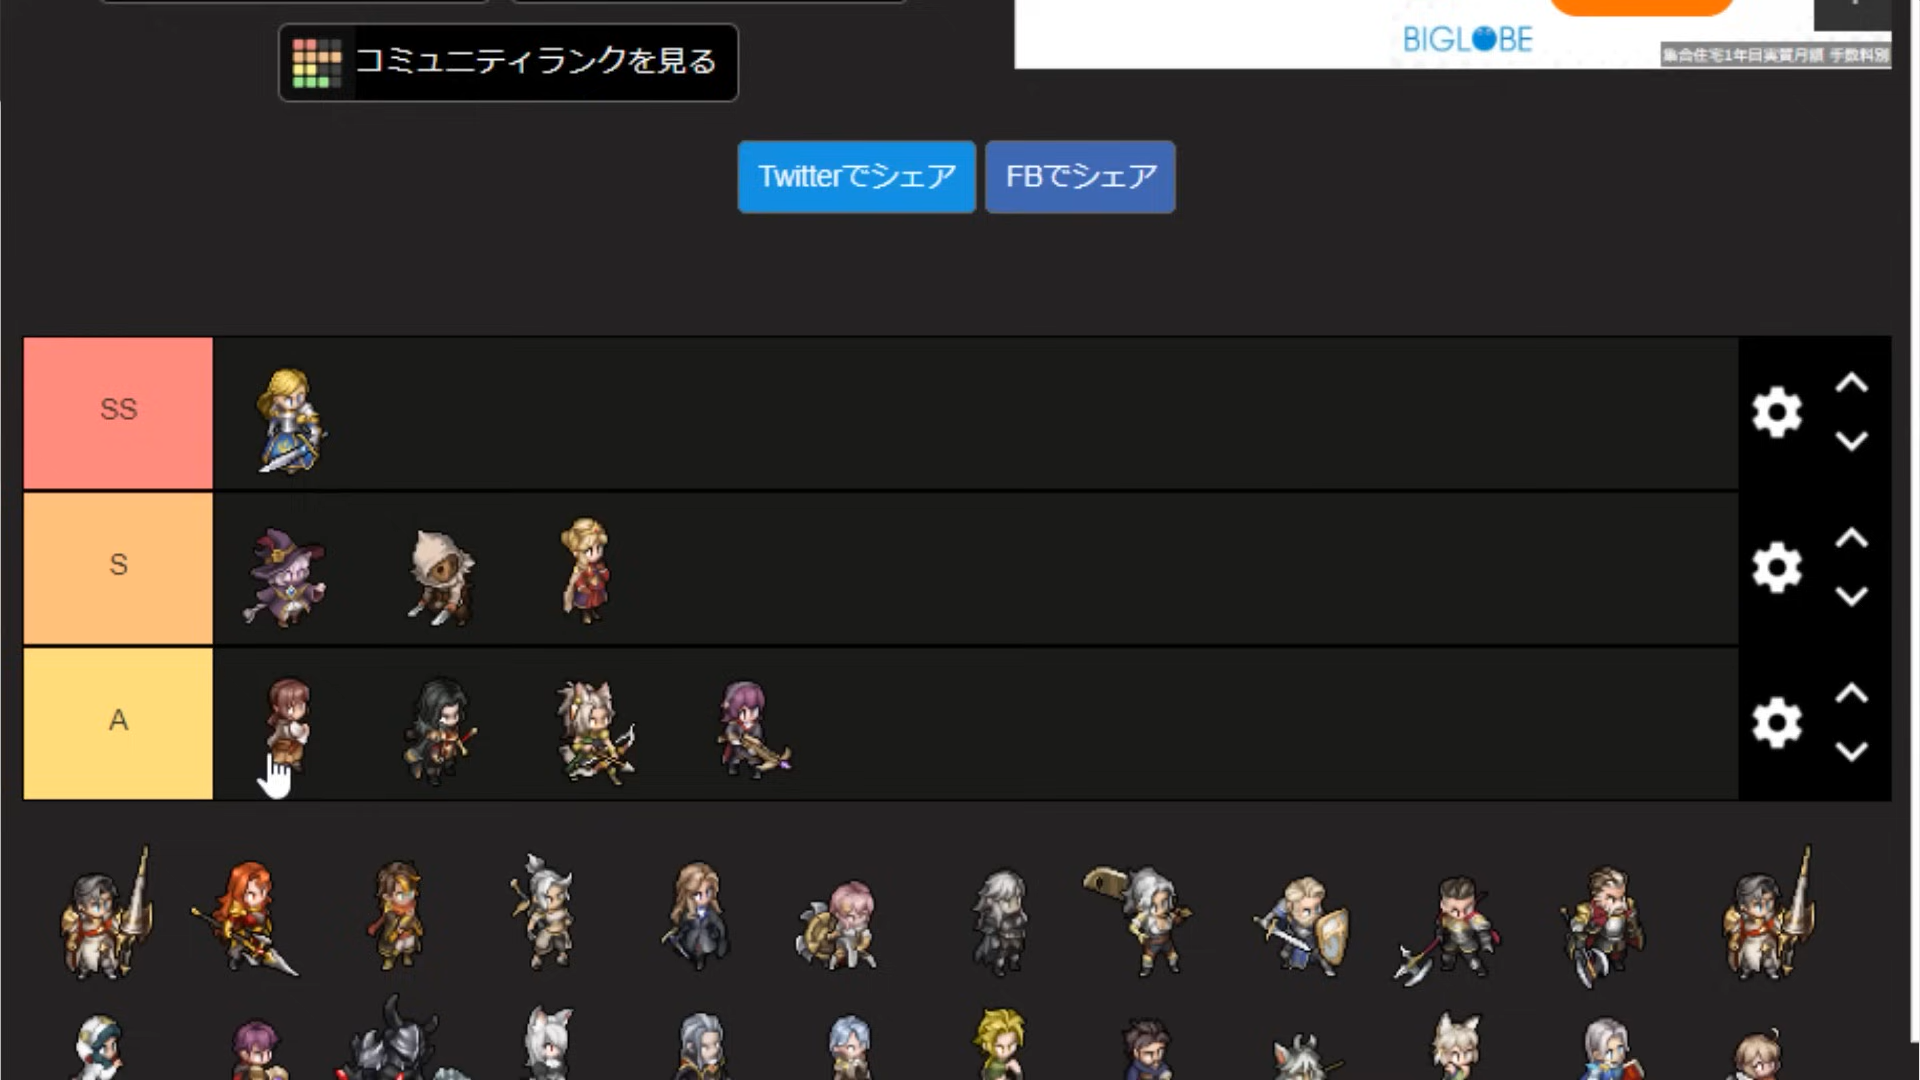 BIGLOBE
集合住宅1年目実質月額 手数料別
コミュニティランクを見る
Twitterでシェア
FBでシェア
SS
S
A